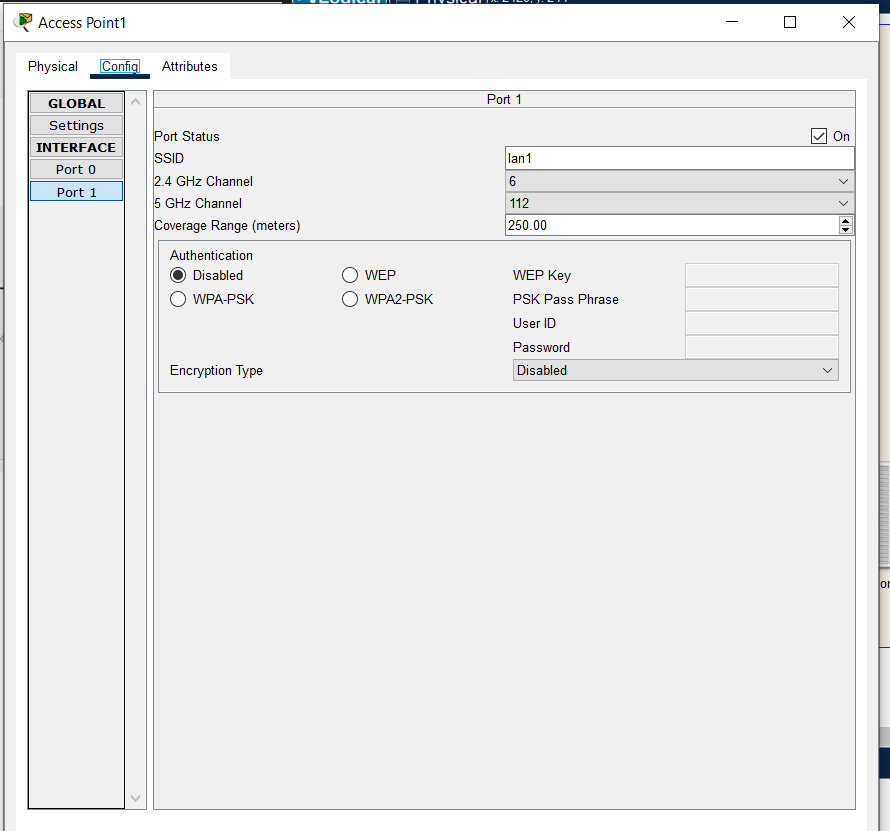 Access Point1
Physical Config Attributes
GLOBAL
Settings
INTERFACE
Port 0
Port 1
Port 1
Port Status On
SSID lan1
2.4 GHz Channel 6
5 GHz Channel 112
Coverage Range (meters) 250.00
Authentication
Disabled WEP WEP Key
WPA-PSK WPA2-PSK PSK Pass Phrase
User ID
Password
Encryption Type Disabled